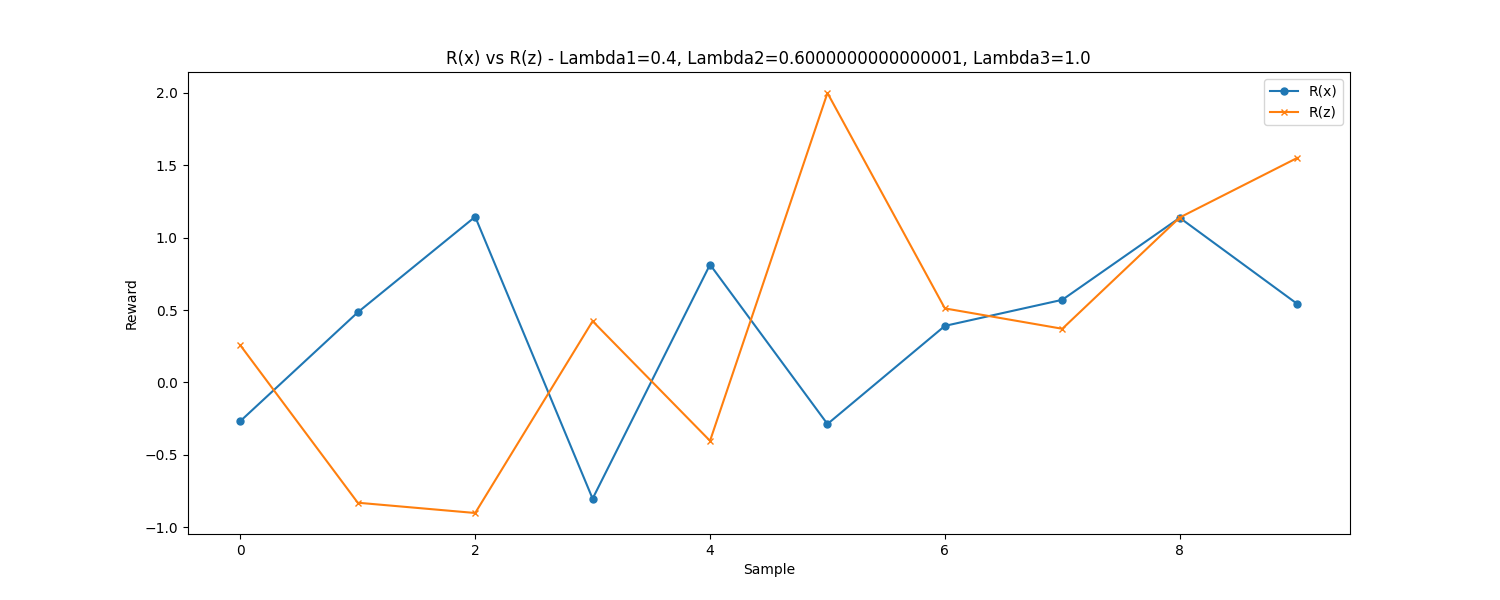 R(x) vs R(z) - Lambda1=0.4, Lambda2=0.6000000000000001, Lambda3=1.0
R(x)
R(z)
2.0
1.5
1.0
0.5
0.0
−0.5
−1.0
Reward
0 2 4 6 8
Sample